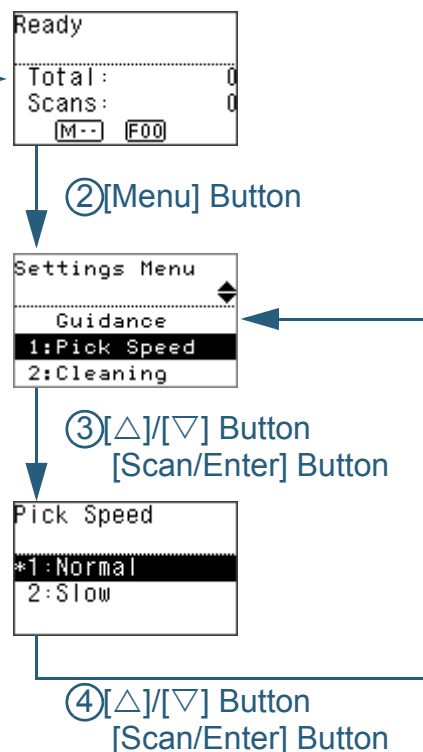 Ready
Total: 0
Scans: 0
M-- F00
②[Menu] Button
Settings Menu
Guidance
1:Pick Speed
2:Cleaning
③[△]/[▽] Button
[Scan/Enter] Button
Pick Speed
*1:Normal
2:Slow
④[△]/[▽] Button
[Scan/Enter] Button